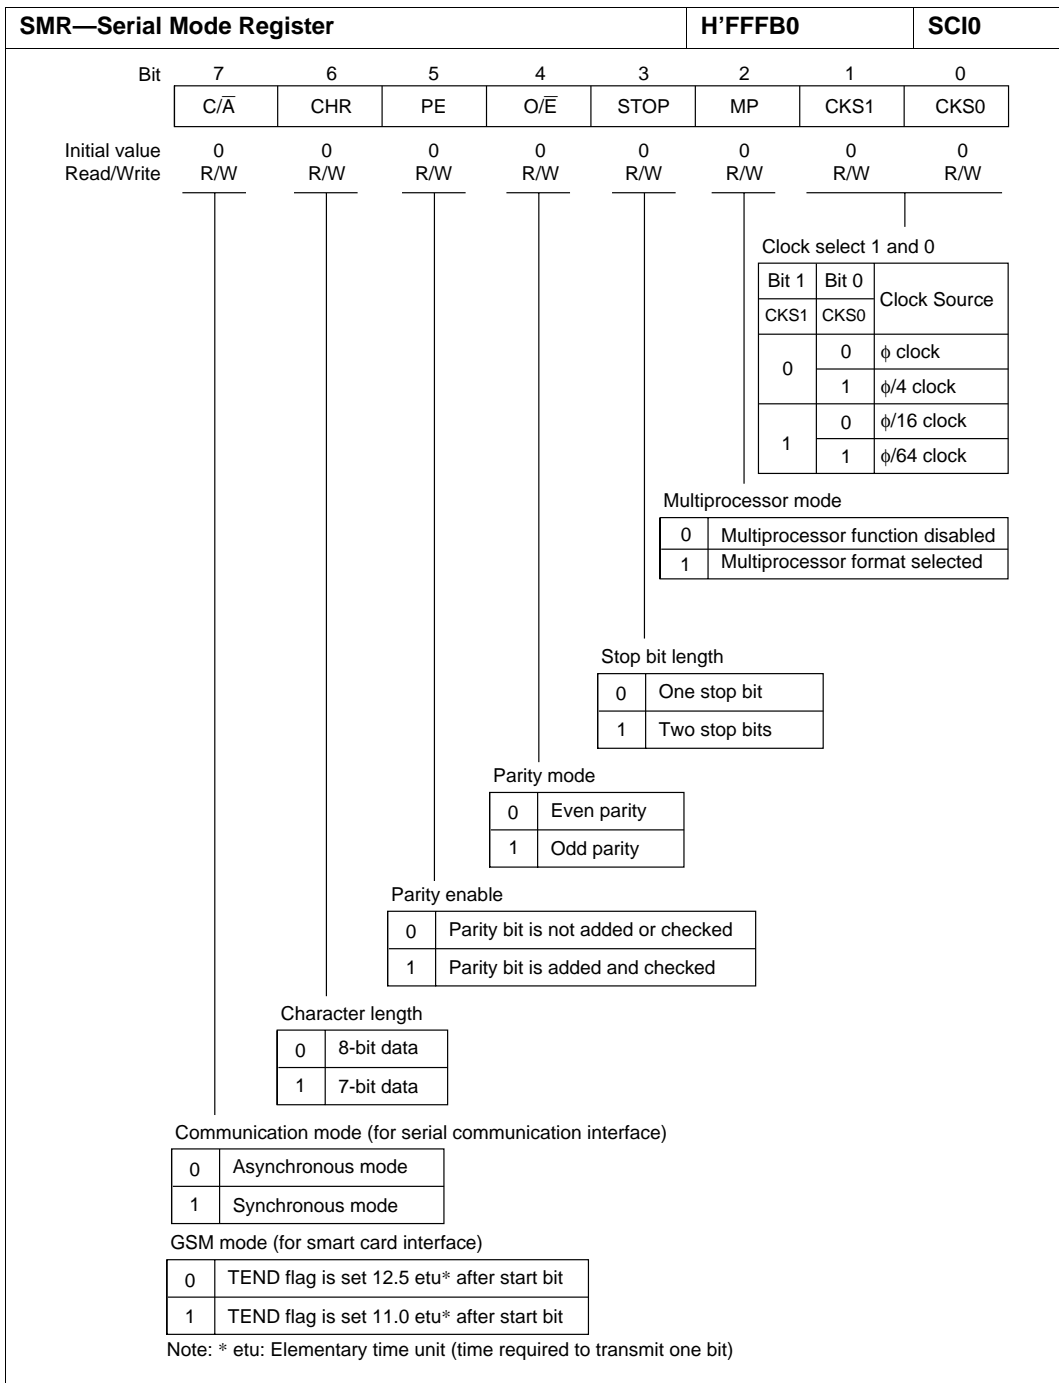 SMR—Serial Mode Register H'FFFB0 SCI0
Bit 7 6 5 4 3 2 1 0
C/A̅ CHR PE O/E̅ STOP MP CKS1 CKS0
Initial value 0 0 0 0 0 0 0 0
Read/Write R/W R/W R/W R/W R/W R/W R/W R/W
Clock select 1 and 0
Bit 1 Bit 0 Clock Source
CKS1 CKS0
0 0 ϕ clock
1 ϕ/4 clock
1 0 ϕ/16 clock
1 ϕ/64 clock
Multiprocessor mode
0 Multiprocessor function disabled
1 Multiprocessor format selected
Stop bit length
0 One stop bit
1 Two stop bits
Parity mode
0 Even parity
1 Odd parity
Parity enable
0 Parity bit is not added or checked
1 Parity bit is added and checked
Character length
0 8-bit data
1 7-bit data
Communication mode (for serial communication interface)
0 Asynchronous mode
1 Synchronous mode
GSM mode (for smart card interface)
0 TEND flag is set 12.5 etu* after start bit
1 TEND flag is set 11.0 etu* after start bit
Note: * etu: Elementary time unit (time required to transmit one bit)